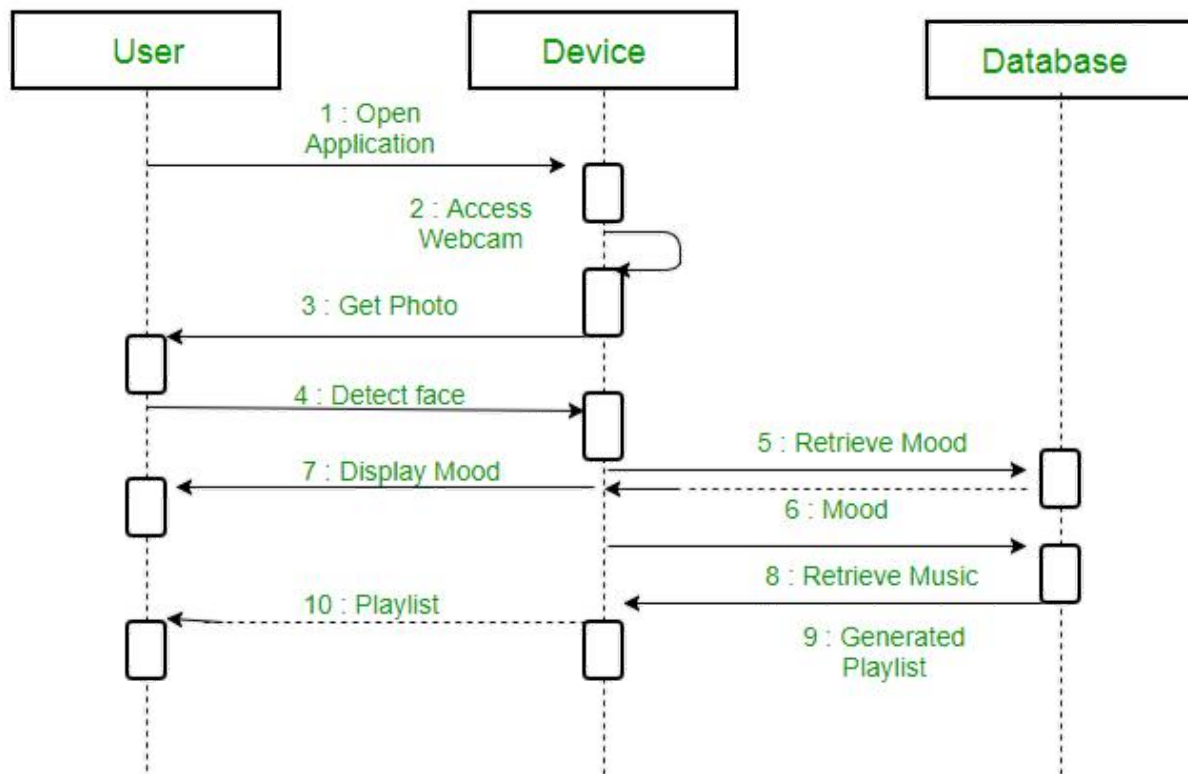 User
Device
Database
1 : Open
Application
2 : Access
Webcam
3 : Get Photo
4 : Detect face
5 : Retrieve Mood
7 : Display Mood
6 : Mood
8 : Retrieve Music
10 : Playlist
9 : Generated
Playlist